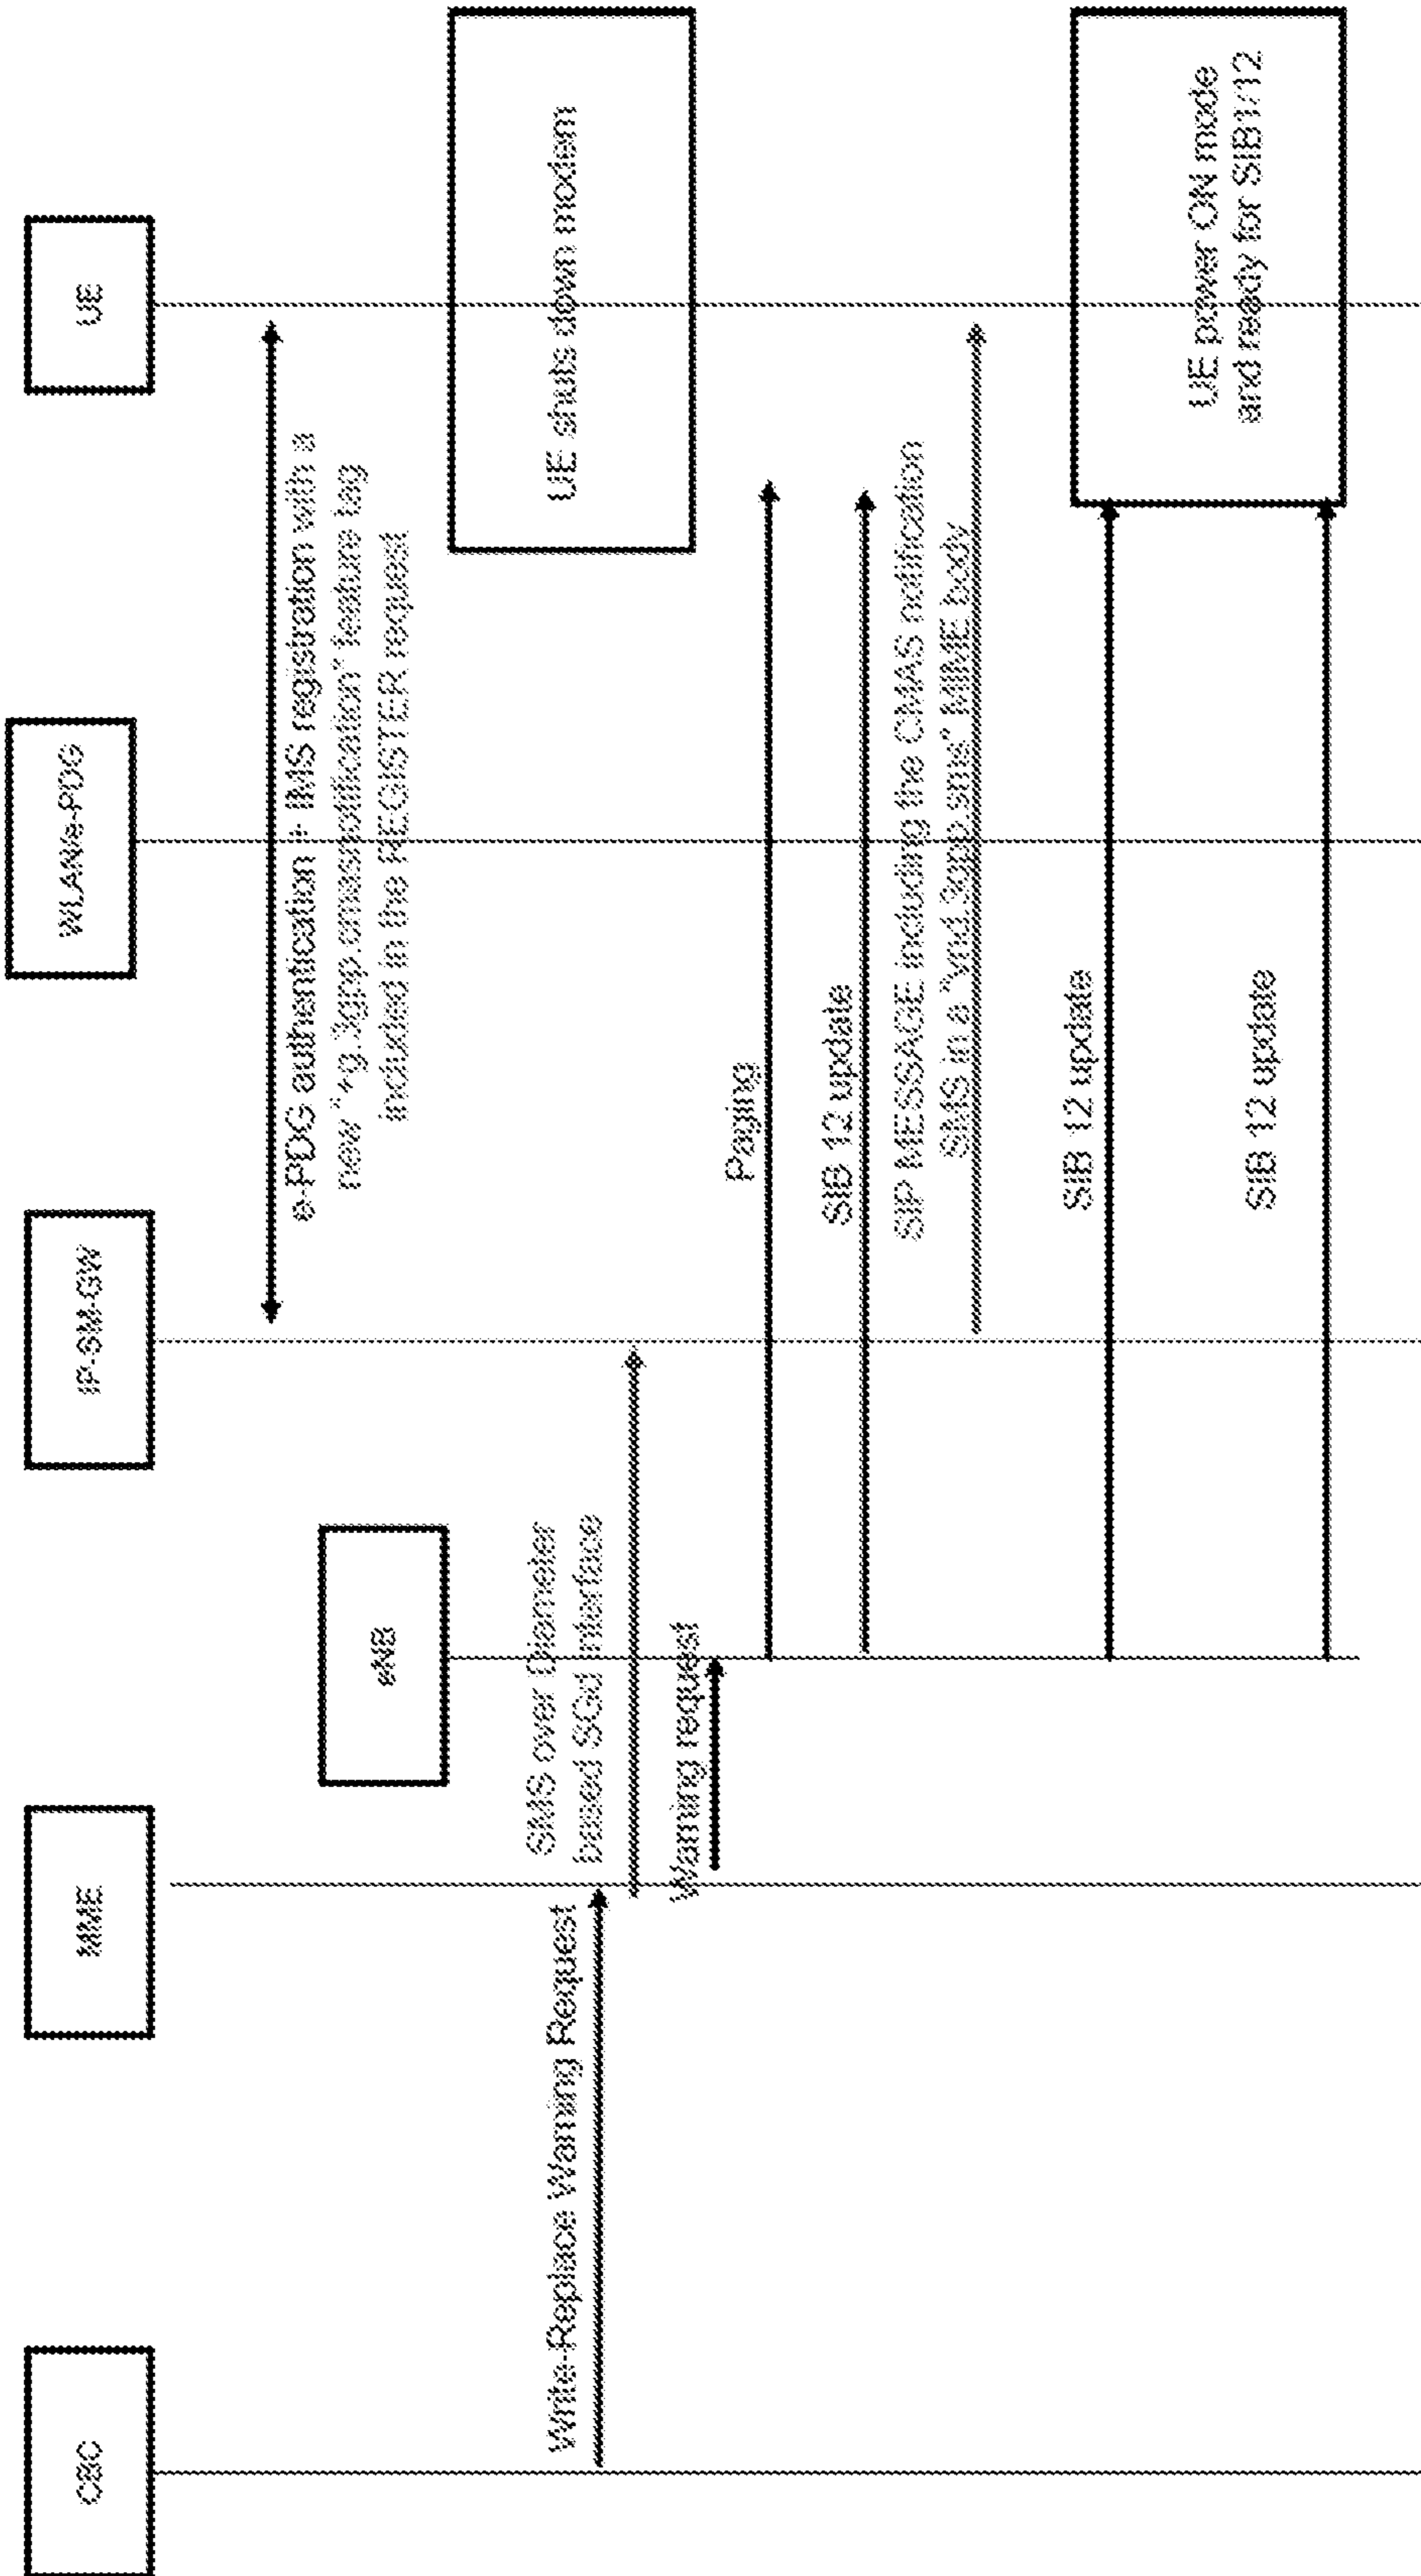 CBC
MME
eNB
IP-SM-GW
WLAN/e-PDG
UE
e-PDG authentication + IMS registration with a
new "+g.3gpp.cmasnotification" feature tag
included in the REGISTER request
UE shuts down modem
Write-Replace Warning Request
SMS over Diameter
based SGd interface
Warning request
Paging
SIB 12 update
SIP MESSAGE including the CMAS notification
SMS in a "vnd.3gpp.sms" MIME body
SIB 12 update
UE power ON mode
and ready for SIB1/12
SIB 12 update